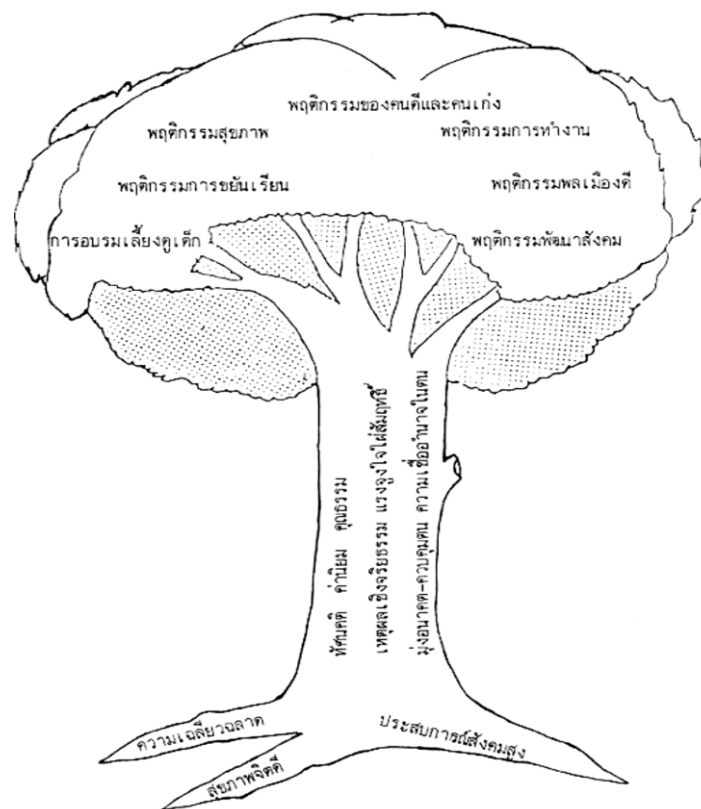 พฤติกรรมของคนดีและคนเก่ง
พฤติกรรมสุขภาพ
พฤติกรรมการทำงาน
พฤติกรรมการขยันเรียน
พฤติกรรมพลเมืองดี
การอบรมเลี้ยงดูเด็ก
พฤติกรรมพัฒนาสังคม
ทัศนคติ ค่านิยม คุณธรรม
เหตุผลเชิงจริยธรรม แรงจูงใจใฝ่สัมฤทธิ์
มุ่งอนาคต-ควบคุมตน ความเชื่ออำนาจในตน
ความเฉลียวฉลาด
ประสบการณ์สังคมสูง
สุขภาพจิตดี